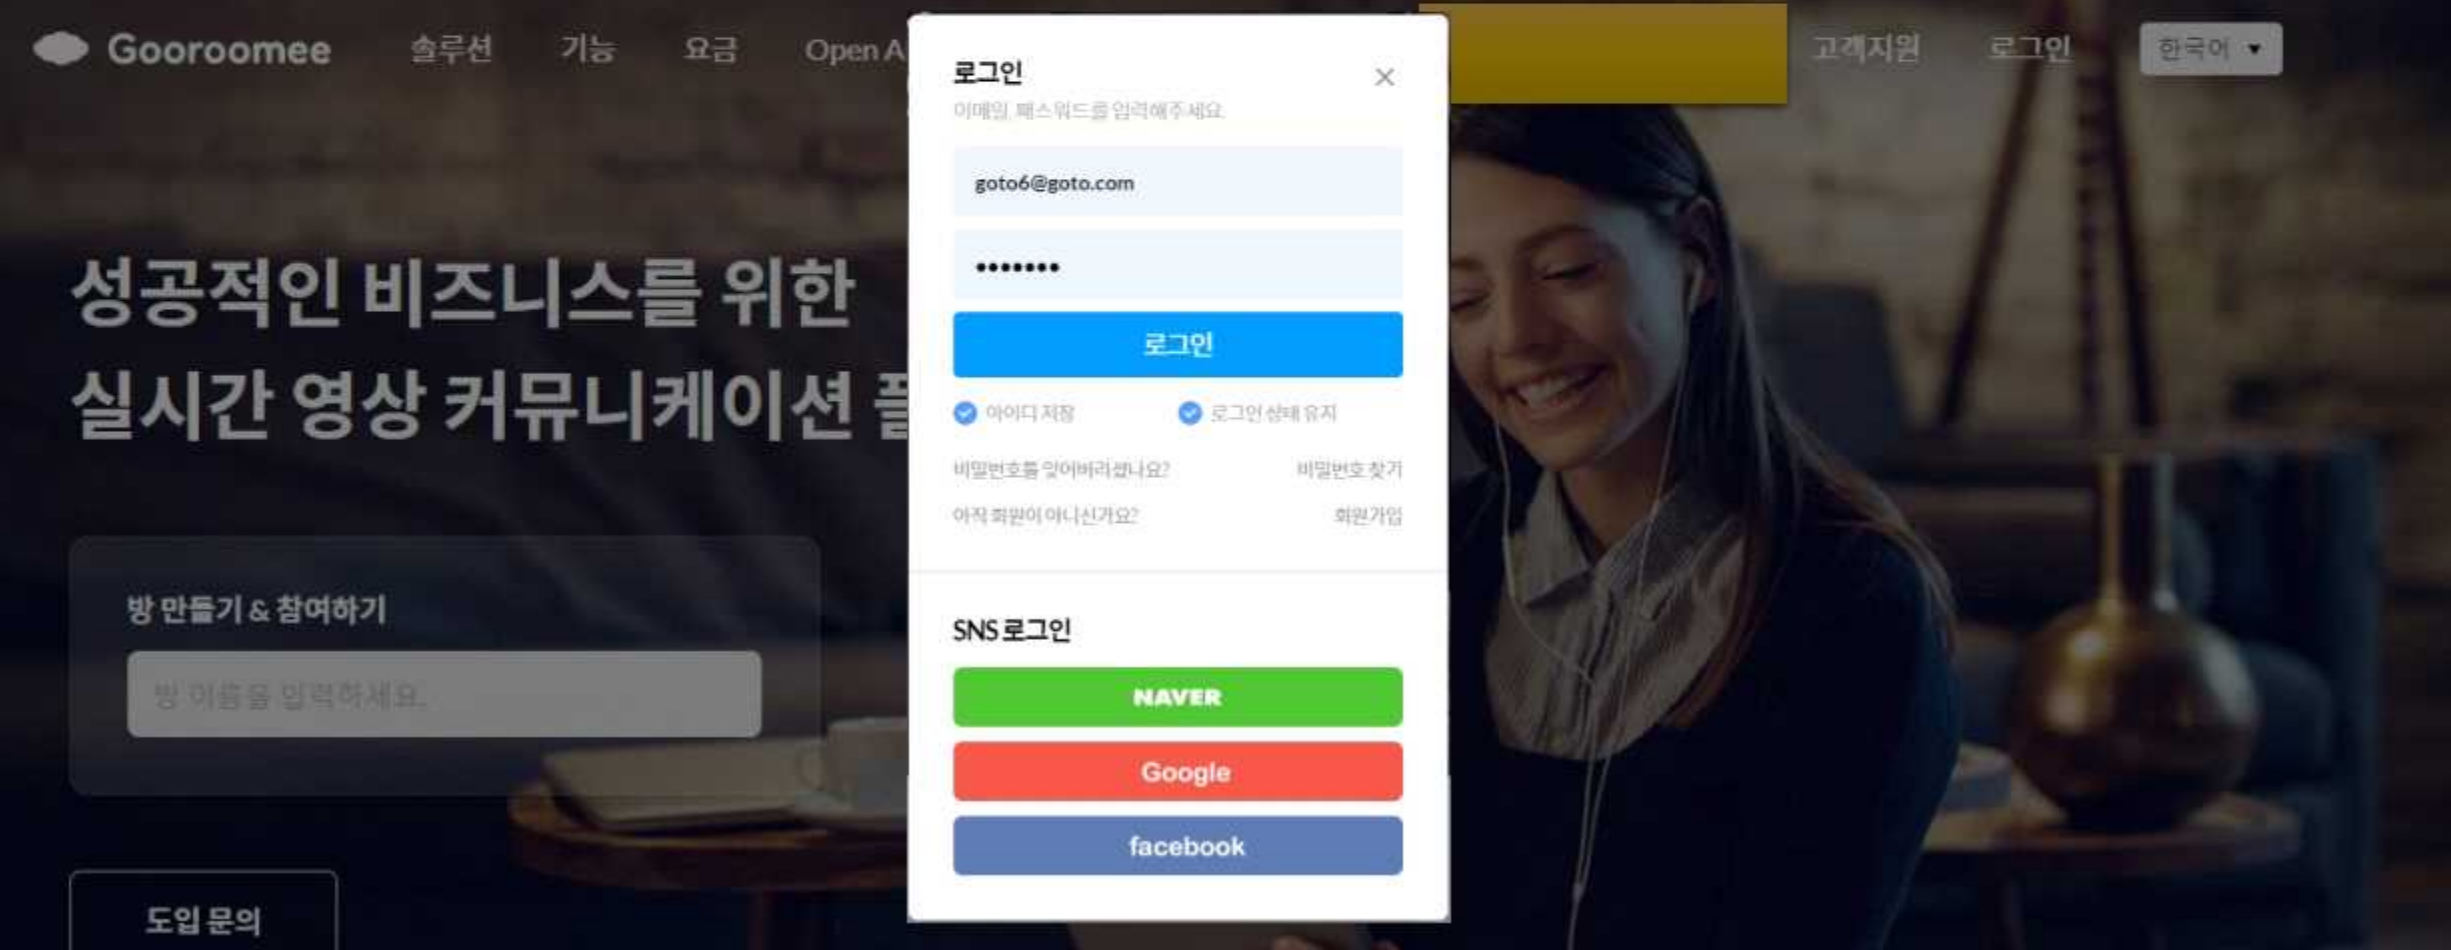 Gooroomee 솔루션 기능 요금 Open A 고객지원 로그인 한국어 ▼
성공적인 비즈니스를 위한
실시간 영상 커뮤니케이션
방 만들기 & 참여하기
방 이름을 입력하세요.
도입 문의
로그인 ×
이메일, 패스워드를 입력해주세요.
goto6@goto.com
•••••••
로그인
아이디 저장 로그인 상태 유지
비밀번호를 잊어버리셨나요? 비밀번호 찾기
아직 회원이 아니신가요? 회원가입
SNS 로그인
NAVER
Google
facebook